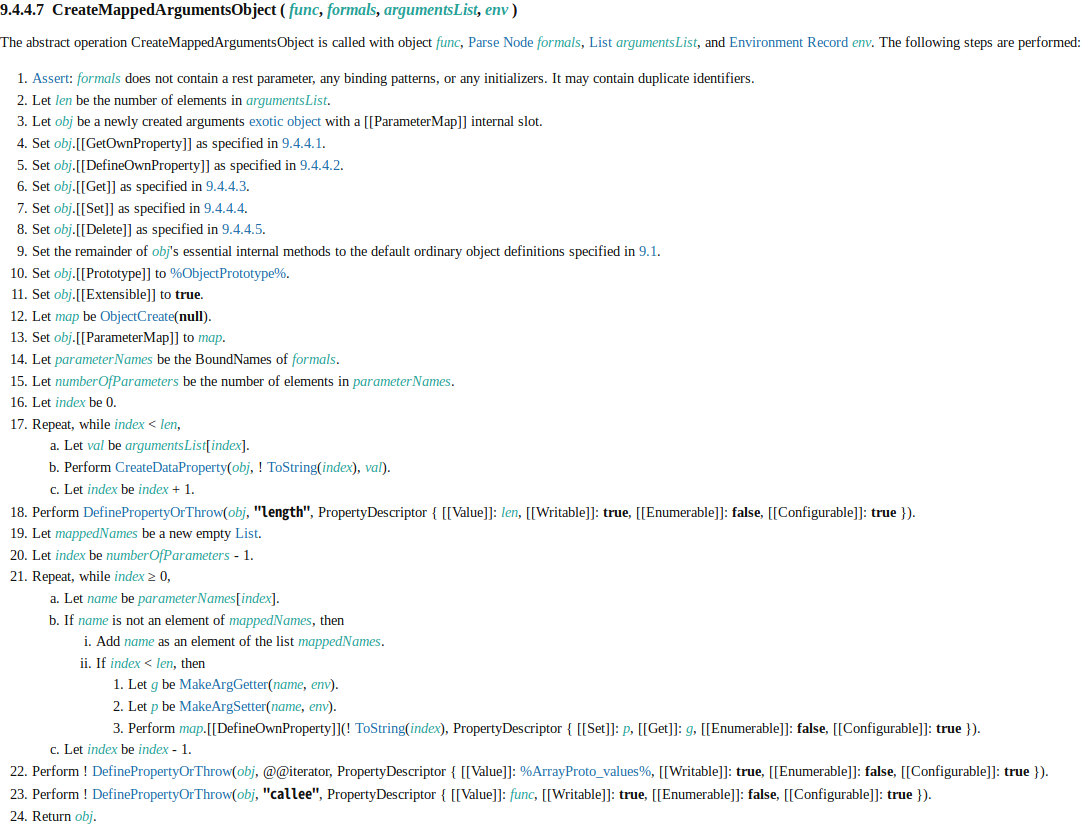 9.4.4.7 CreateMappedArgumentsObject ( func, formals, argumentsList, env )
The abstract operation CreateMappedArgumentsObject is called with object func, Parse Node formals, List argumentsList, and Environment Record env. The following steps are performed:
1. Assert: formals does not contain a rest parameter, any binding patterns, or any initializers. It may contain duplicate identifiers.
2. Let len be the number of elements in argumentsList.
3. Let obj be a newly created arguments exotic object with a [[ParameterMap]] internal slot.
4. Set obj.[[GetOwnProperty]] as specified in 9.4.4.1.
5. Set obj.[[DefineOwnProperty]] as specified in 9.4.4.2.
6. Set obj.[[Get]] as specified in 9.4.4.3.
7. Set obj.[[Set]] as specified in 9.4.4.4.
8. Set obj.[[Delete]] as specified in 9.4.4.5.
9. Set the remainder of obj's essential internal methods to the default ordinary object definitions specified in 9.1.
10. Set obj.[[Prototype]] to %ObjectPrototype%.
11. Set obj.[[Extensible]] to true.
12. Let map be ObjectCreate(null).
13. Set obj.[[ParameterMap]] to map.
14. Let parameterNames be the BoundNames of formals.
15. Let numberOfParameters be the number of elements in parameterNames.
16. Let index be 0.
17. Repeat, while index < len,
a. Let val be argumentsList[index].
b. Perform CreateDataProperty(obj, ! ToString(index), val).
c. Let index be index + 1.
18. Perform DefinePropertyOrThrow(obj, "length", PropertyDescriptor { [[Value]]: len, [[Writable]]: true, [[Enumerable]]: false, [[Configurable]]: true }).
19. Let mappedNames be a new empty List.
20. Let index be numberOfParameters - 1.
21. Repeat, while index ≥ 0,
a. Let name be parameterNames[index].
b. If name is not an element of mappedNames, then
i. Add name as an element of the list mappedNames.
ii. If index < len, then
1. Let g be MakeArgGetter(name, env).
2. Let p be MakeArgSetter(name, env).
3. Perform map.[[DefineOwnProperty]](! ToString(index), PropertyDescriptor { [[Set]]: p, [[Get]]: g, [[Enumerable]]: false, [[Configurable]]: true }).
c. Let index be index - 1.
22. Perform ! DefinePropertyOrThrow(obj, @@iterator, PropertyDescriptor { [[Value]]: %ArrayProto_values%, [[Writable]]: true, [[Enumerable]]: false, [[Configurable]]: true }).
23. Perform ! DefinePropertyOrThrow(obj, "callee", PropertyDescriptor { [[Value]]: func, [[Writable]]: true, [[Enumerable]]: false, [[Configurable]]: true }).
24. Return obj.